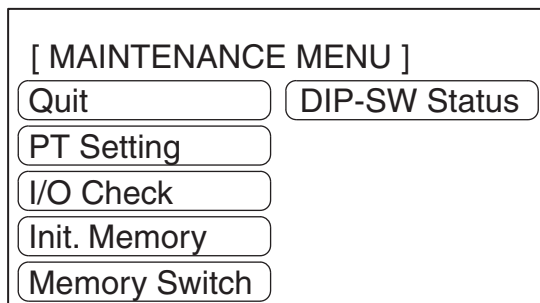 [ MAINTENANCE MENU ]
Quit
DIP-SW Status
PT Setting
I/O Check
Init. Memory
Memory Switch